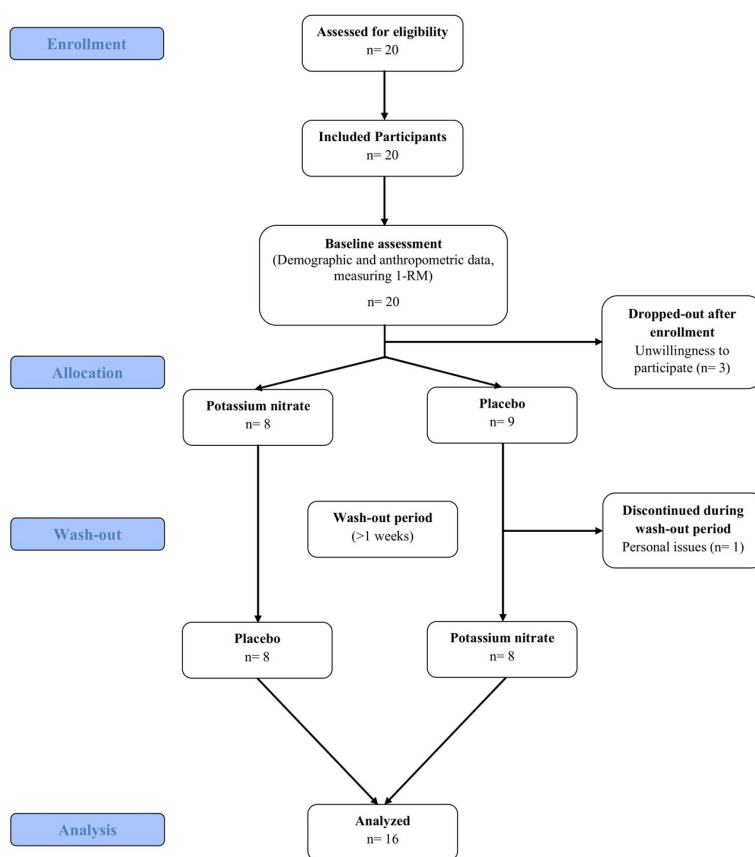 Enrollment
Assessed for eligibility
n= 20
Included Participants
n= 20
Baseline assessment
(Demographic and anthropometric data,
measuring 1-RM)
n= 20
Dropped-out after
enrollment
Unwillingness to
participate (n= 3)
Allocation
Potassium nitrate
n= 8
Placebo
n= 9
Wash-out
Wash-out period
(>1 weeks)
Discontinued during
wash-out period
Personal issues (n= 1)
Placebo
n= 8
Potassium nitrate
n= 8
Analysis
Analyzed
n= 16